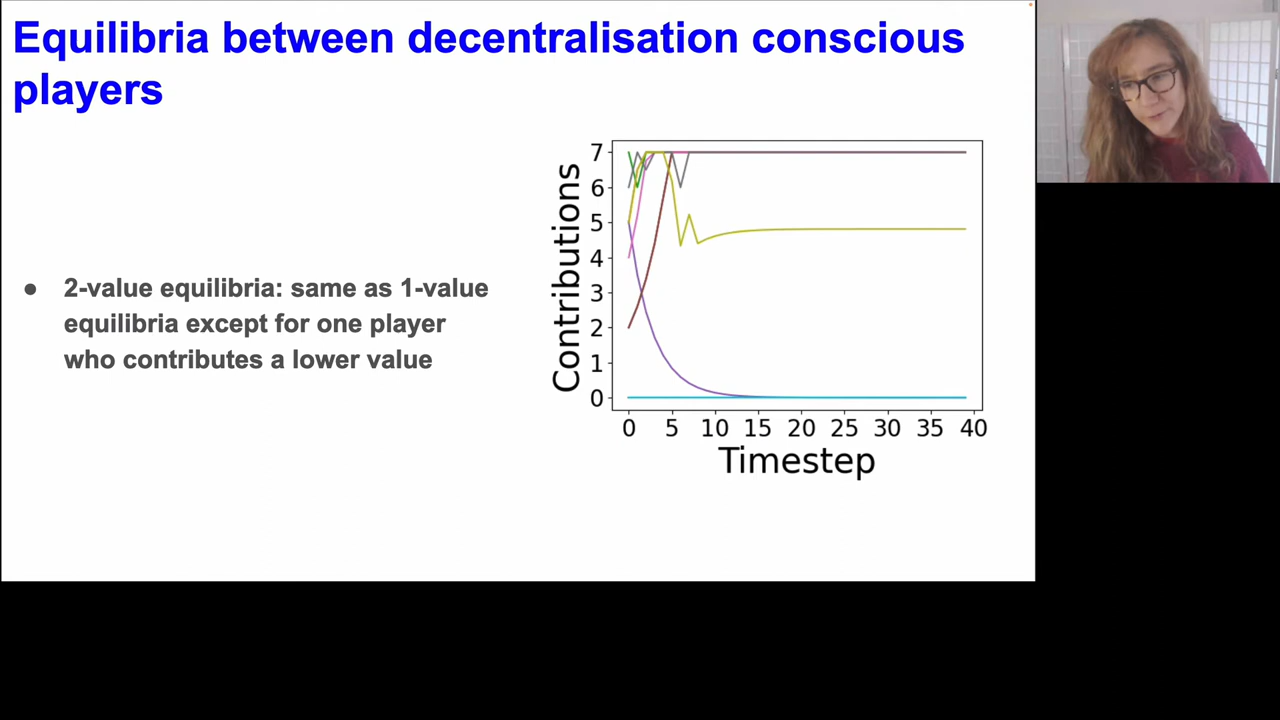 Equilibria between decentralisation conscious
players
● 2-value equilibria: same as 1-value
equilibria except for one player
who contributes a lower value
Contributions
7
6
5
4
3
2
1
0
0 5 10 15 20 25 30 35 40
Timestep